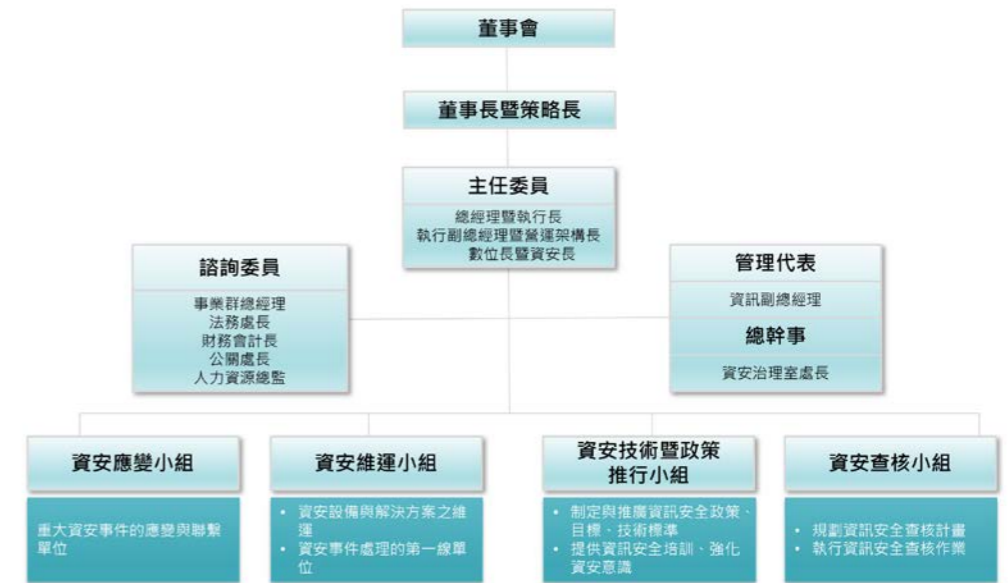 董事會
董事長暨策略長
主任委員
總經理暨執行長
執行副總經理暨營運架構長
數位長暨資安長
諮詢委員
事業群總經理
法務處長
財務會計長
公關處長
人力資源總監
管理代表
資訊副總經理
總幹事
資安治理室處長
資安應變小組
重大資安事件的應變與聯繫
單位
資安維運小組
• 資安設備與解決方案之維
運
• 資安事件處理的第一線單
位
資安技術暨政策
推行小組
• 制定與推廣資訊安全政策、
目標、技術標準
• 提供資訊安全培訓、強化
資安意識
資安查核小組
• 規劃資訊安全查核計畫
• 執行資訊安全查核作業